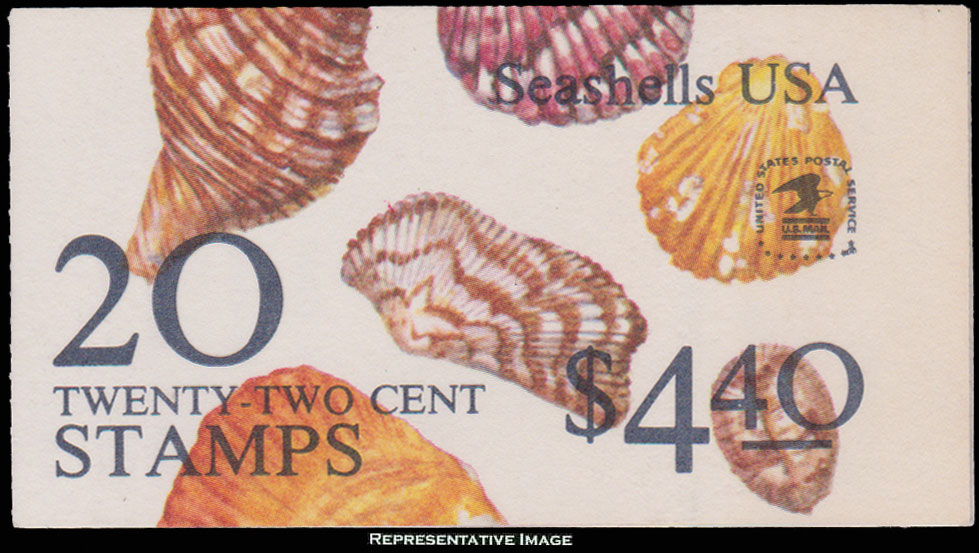 Seashells USA
UNITED STATES POSTAL SERVICE
U.S. MAIL
20
TWENTY-TWO CENT
STAMPS
$4.40
REPRESENTATIVE IMAGE